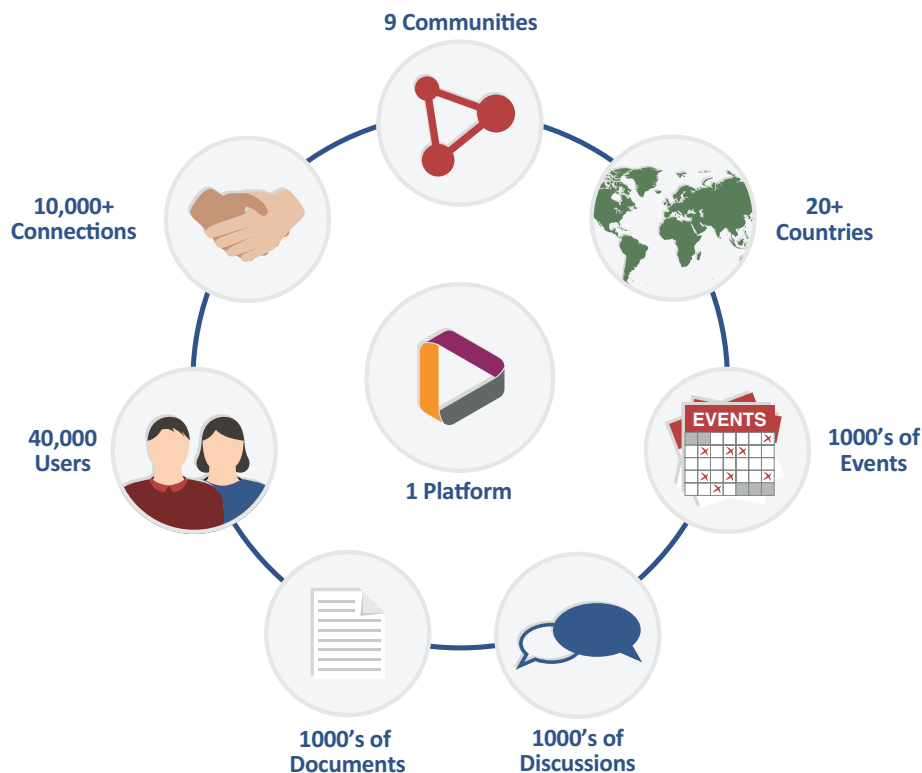 9 Communities
10,000+
Connections
20+
Countries
EVENTS
40,000
Users
1000’s of
Events
1 Platform
1000’s of
Documents
1000’s of
Discussions